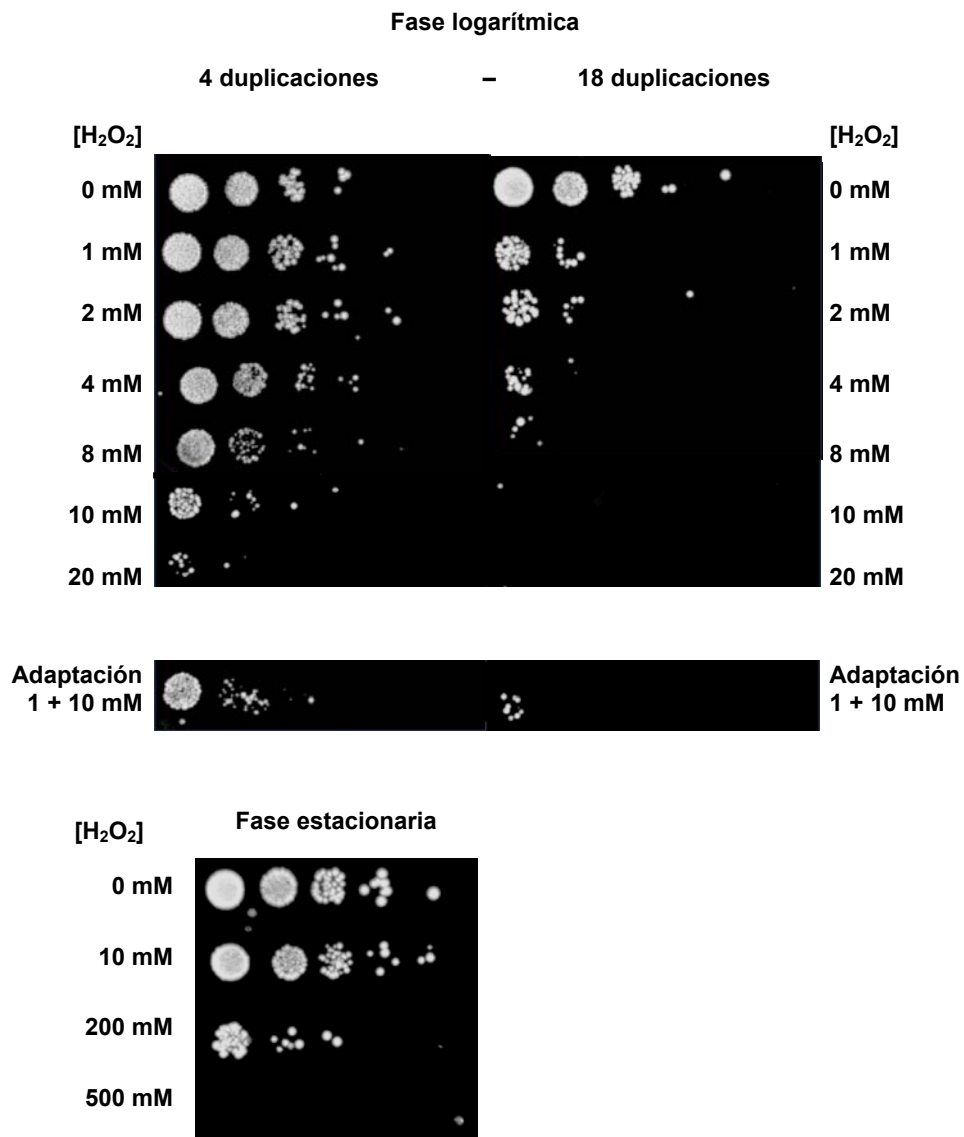 Fase logarítmica
4 duplicaciones – 18 duplicaciones
[H₂O₂] [H₂O₂]
0 mM 0 mM
1 mM 1 mM
2 mM 2 mM
4 mM 4 mM
8 mM 8 mM
10 mM 10 mM
20 mM 20 mM
Adaptación Adaptación
1 + 10 mM 1 + 10 mM
[H₂O₂] Fase estacionaria
0 mM
10 mM
200 mM
500 mM